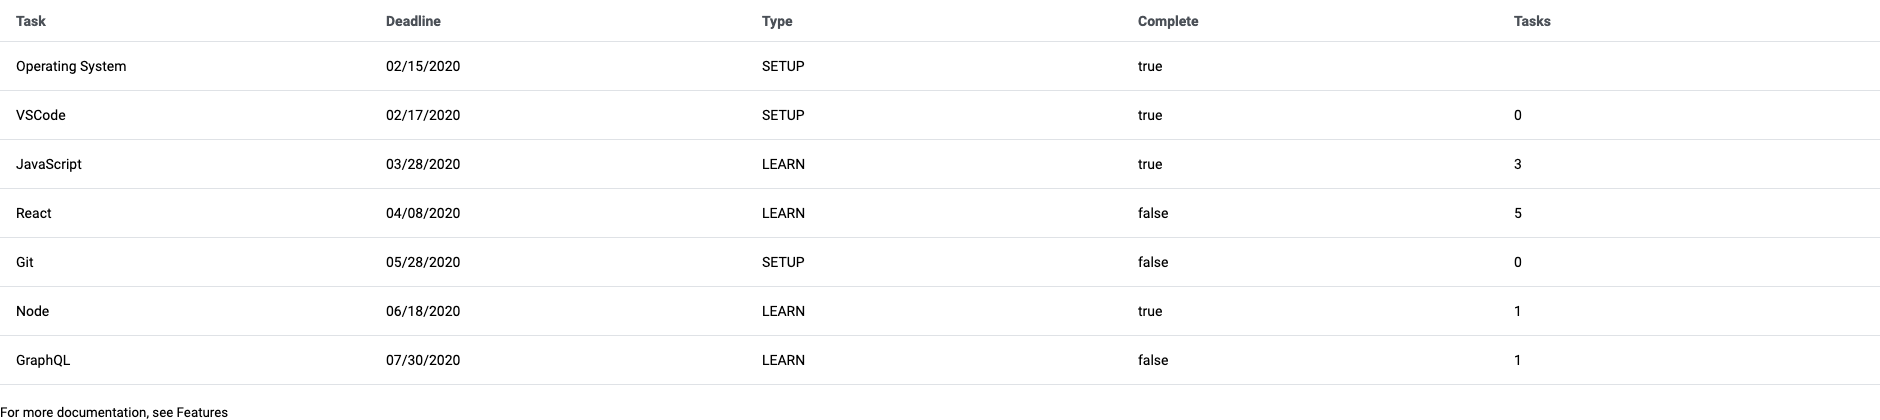 Task Deadline Type Complete Tasks
Operating System 02/15/2020 SETUP true
VSCode 02/17/2020 SETUP true 0
JavaScript 03/28/2020 LEARN true 3
React 04/08/2020 LEARN false 5
Git 05/28/2020 SETUP false 0
Node 06/18/2020 LEARN true 1
GraphQL 07/30/2020 LEARN false 1
For more documentation, see Features